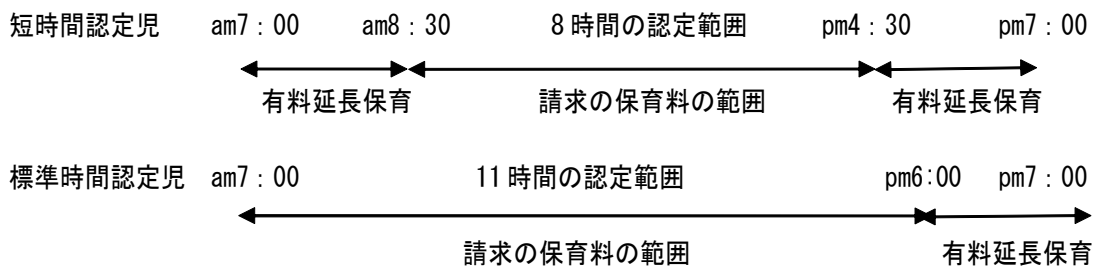 短時間認定児 am7：00 am8：30 8時間の認定範囲 pm4：30 pm7：00
有料延長保育 請求の保育料の範囲 有料延長保育
標準時間認定児 am7：00 11時間の認定範囲 pm6:00 pm7：00
請求の保育料の範囲 有料延長保育